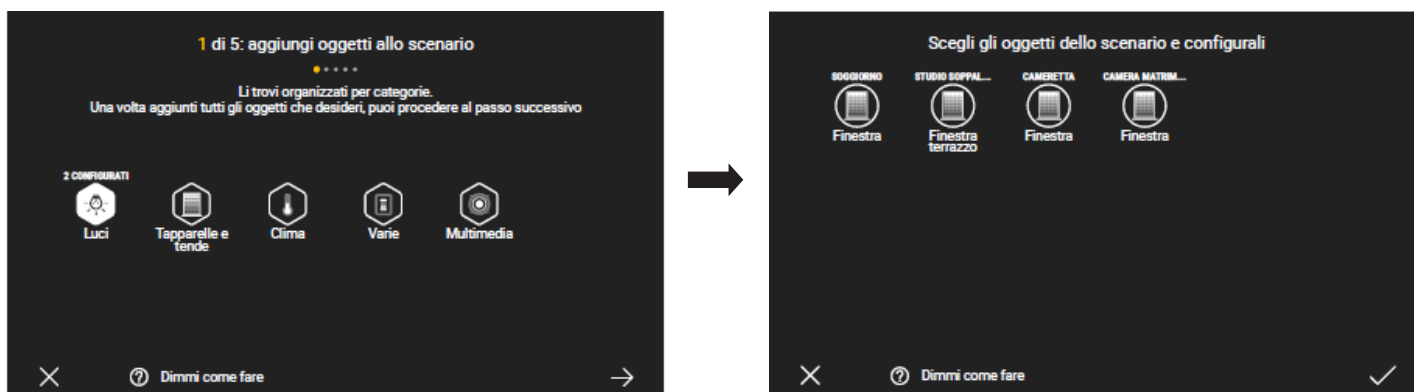 1 di 5: aggiungi oggetti allo scenario
Li trovi organizzati per categorie.
Una volta aggiunti tutti gli oggetti che desideri, puoi procedere al passo successivo
2 CONFIGURATI
Luci
Tapparelle e
tende
Clima
Varie
Multimedia
Dimmi come fare
Scegli gli oggetti dello scenario e configurali
SOGGIORNO
Finestra
STUDIO SOPPAL...
Finestra
terrazzo
CAMERETTA
Finestra
CAMERA MATRIM...
Finestra
Dimmi come fare